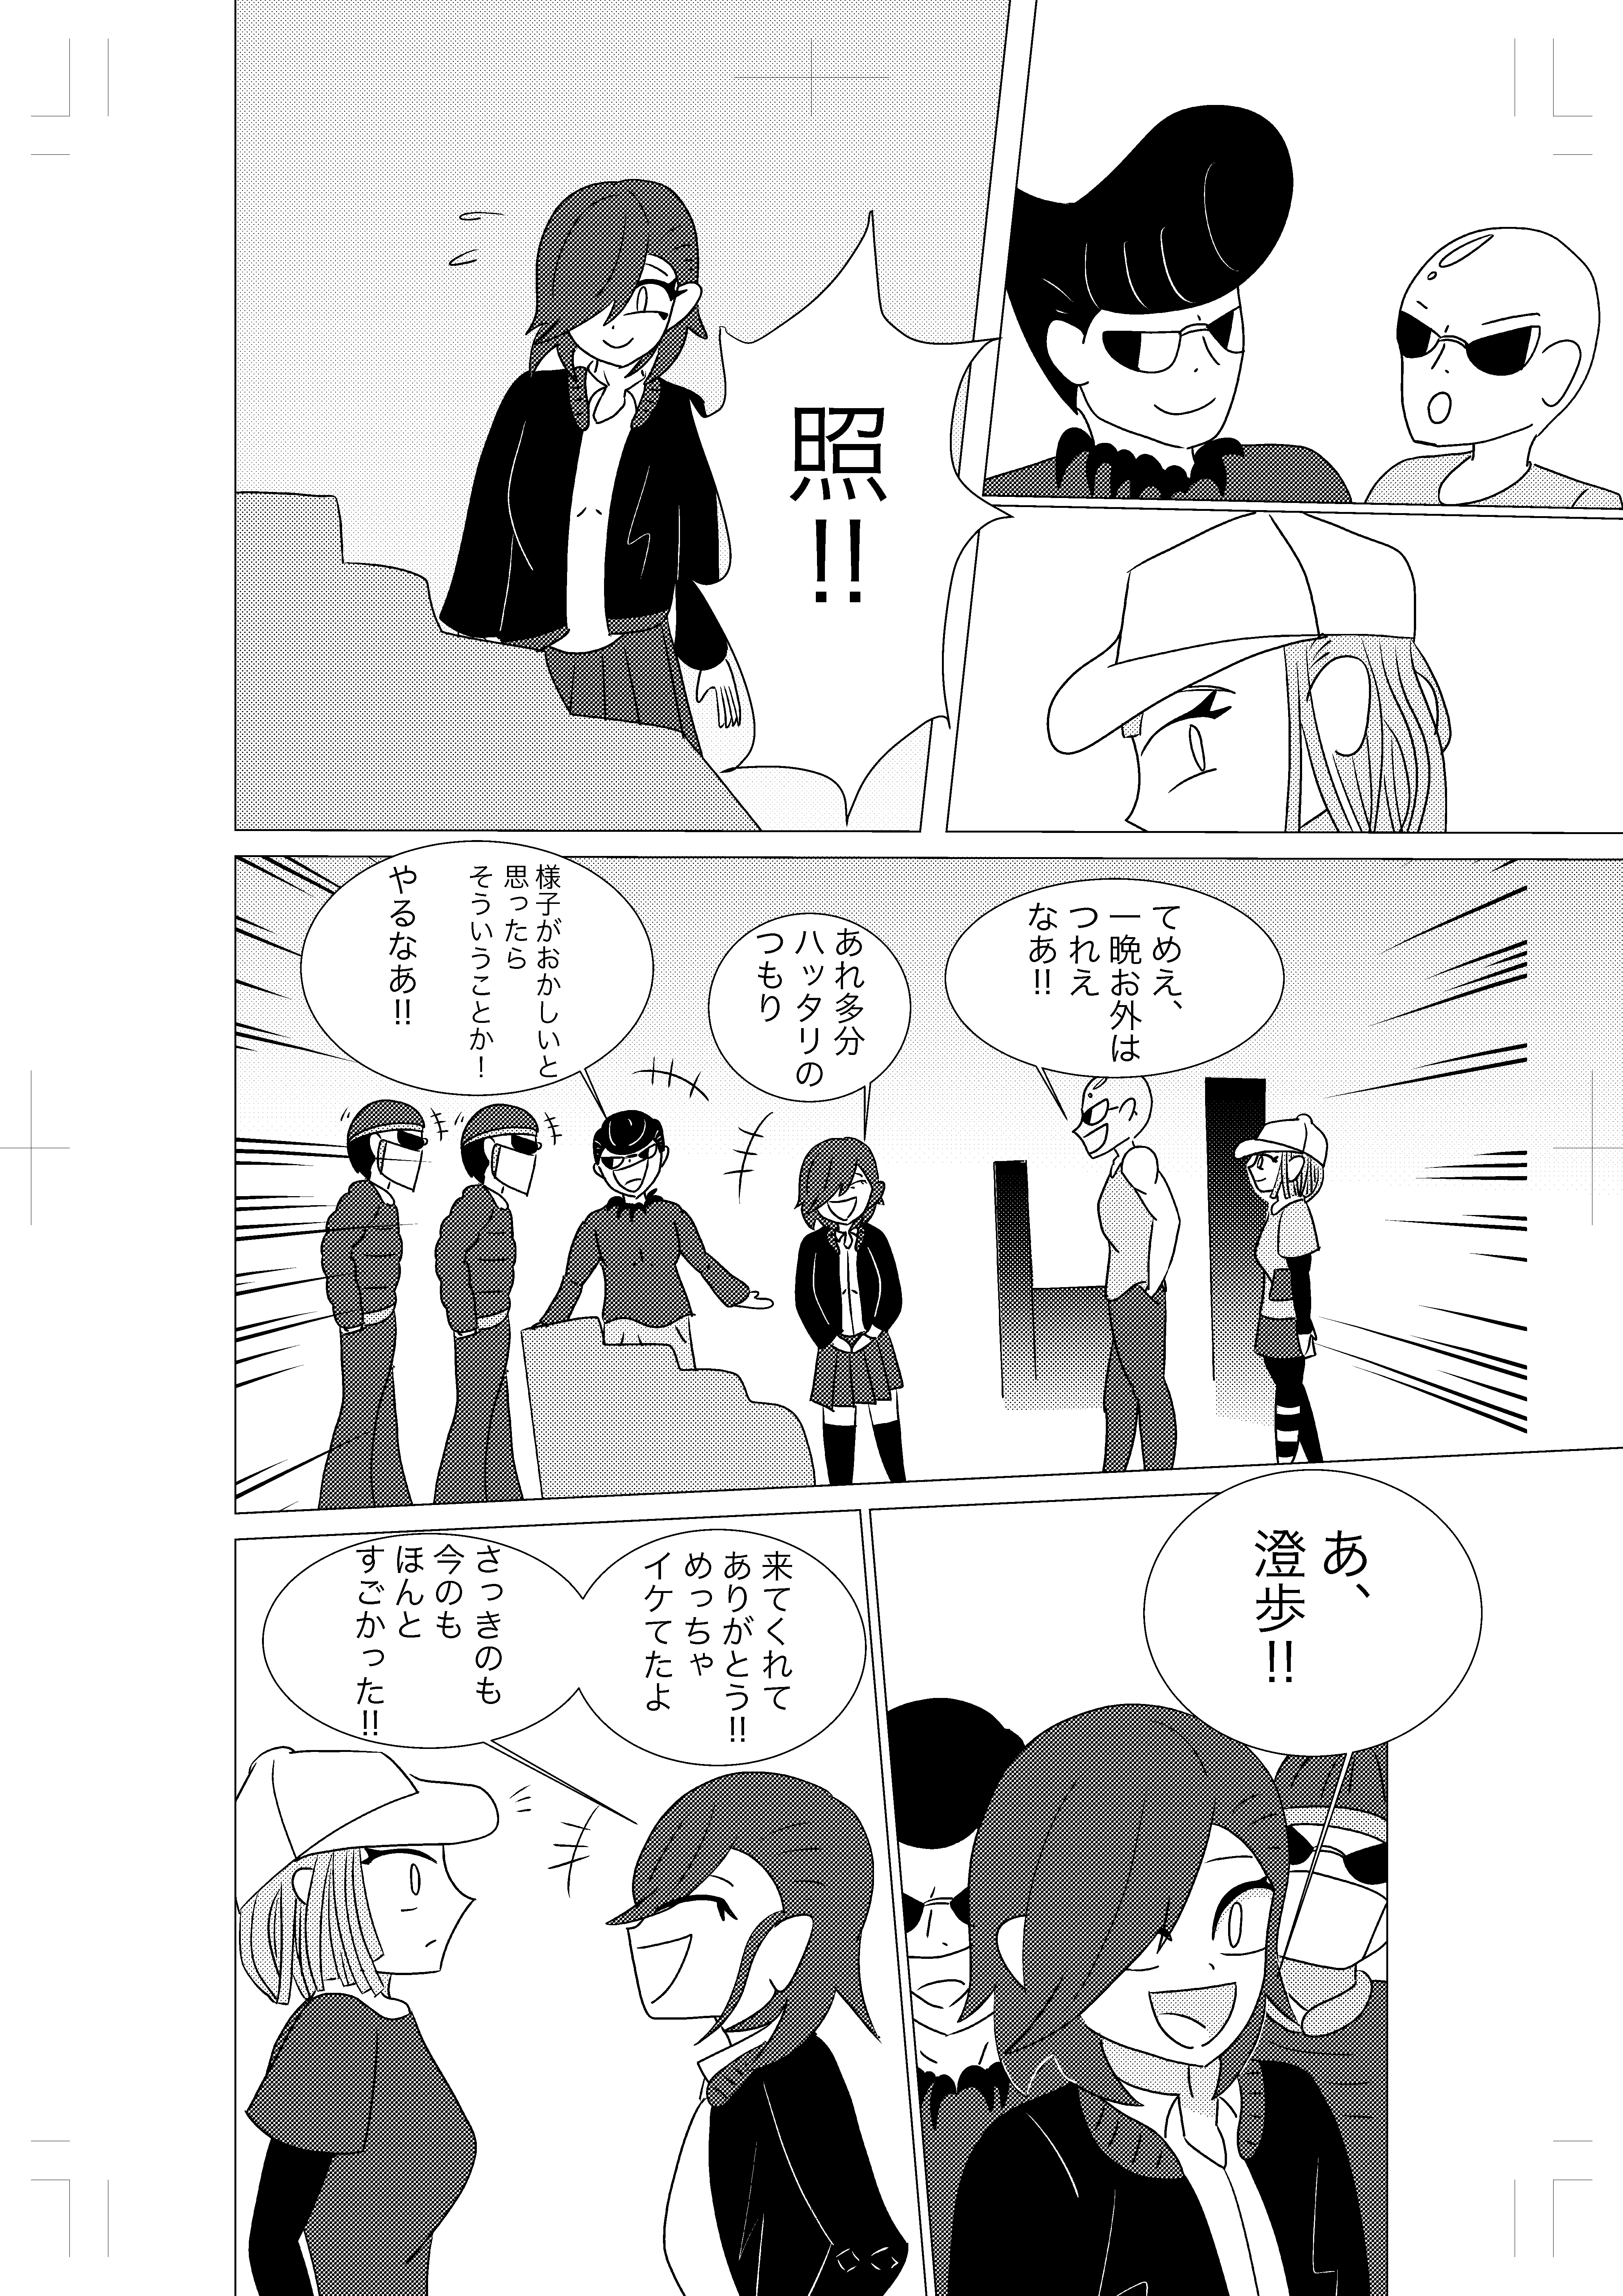 照!!
てめえ、
一晩お外は
つれえ
なあ!!
あれ多分
ハッタリの
つもり
様子がおかしいと
思ったら
そういうことか!
やるなあ!!
あ、
澄歩!!
来てくれて
ありがとう!!
めっちゃ
イケてたよ
さっきのも
今のも
ほんと
すごかった!!